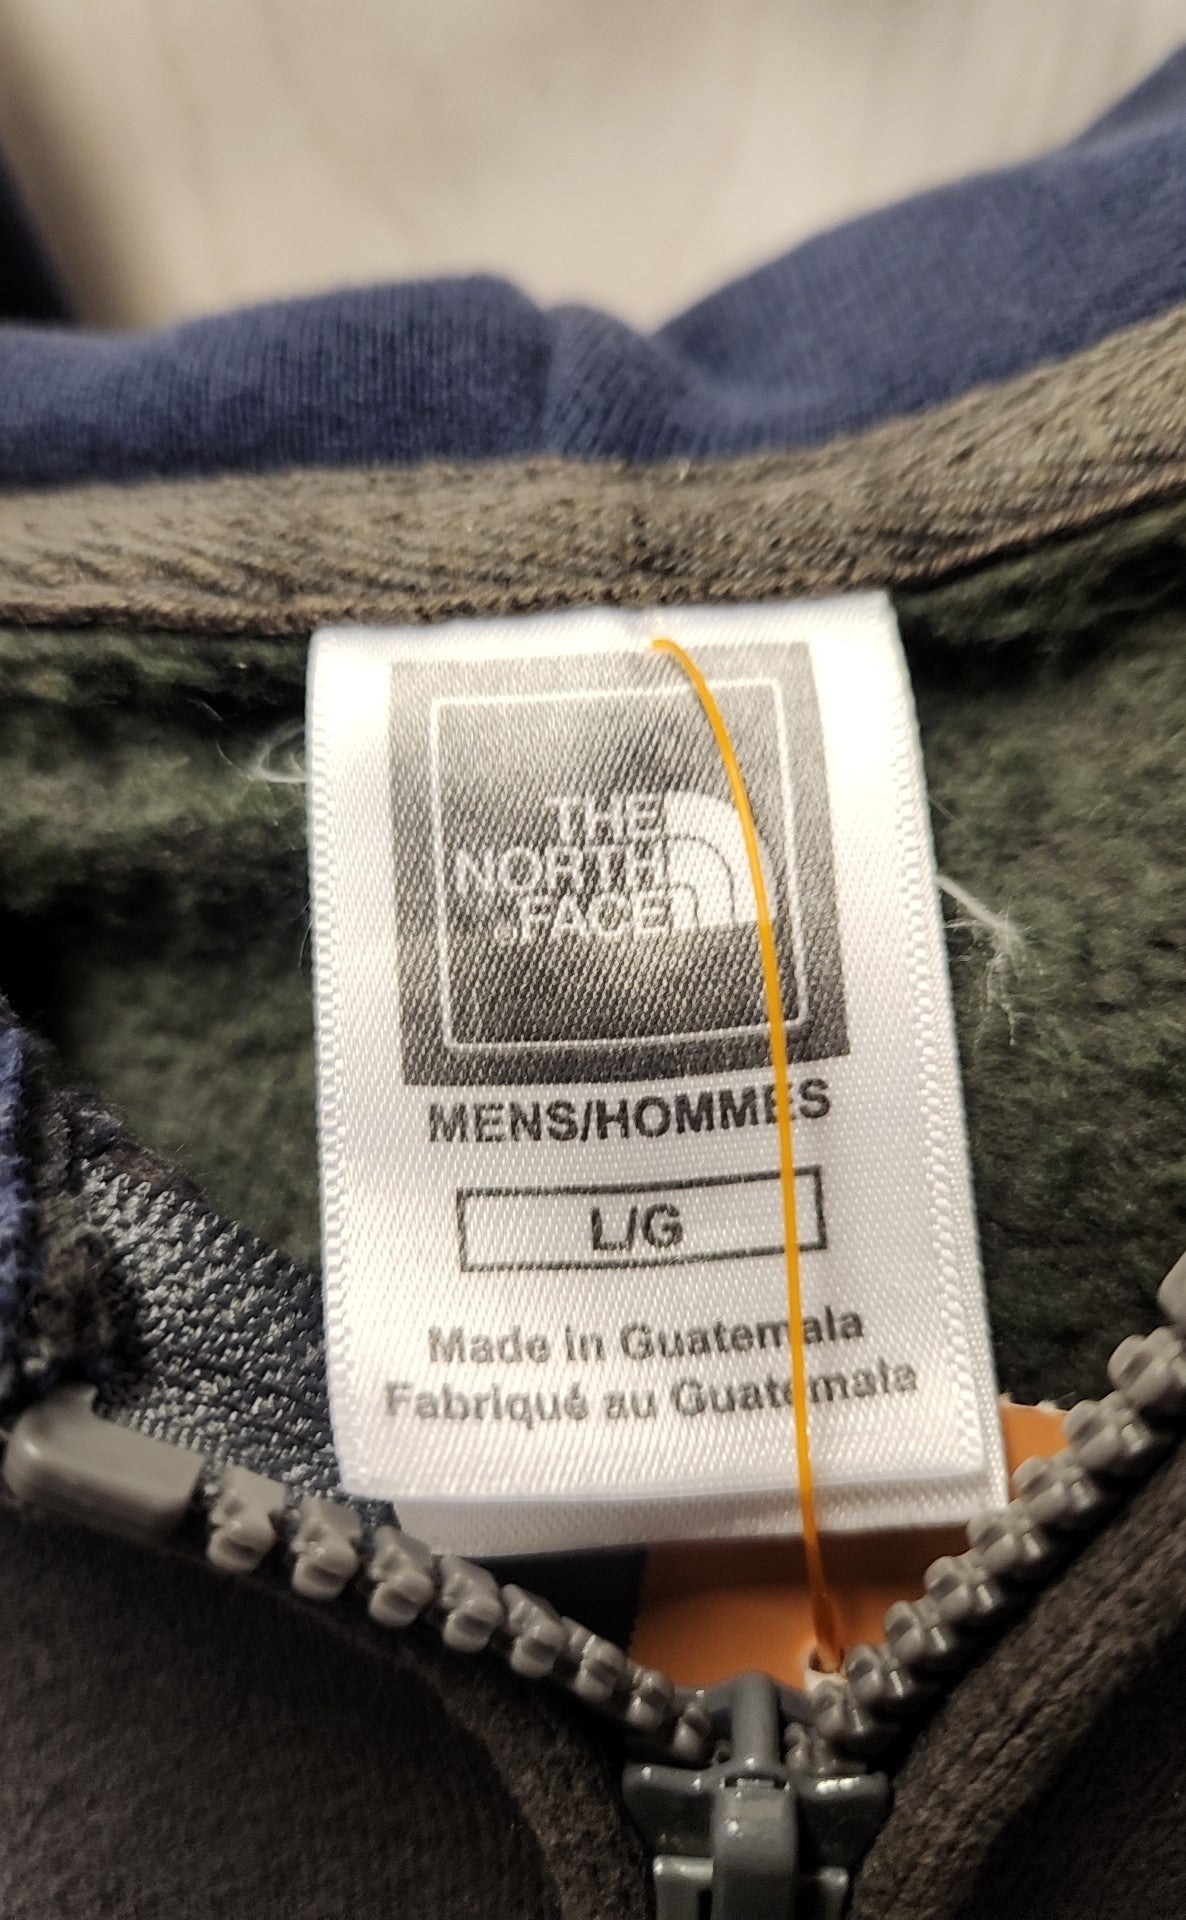 THE
NORTH
FACE
MENS/HOMMES
L/G
Made in Guatemala
Fabriqué au Guatemala